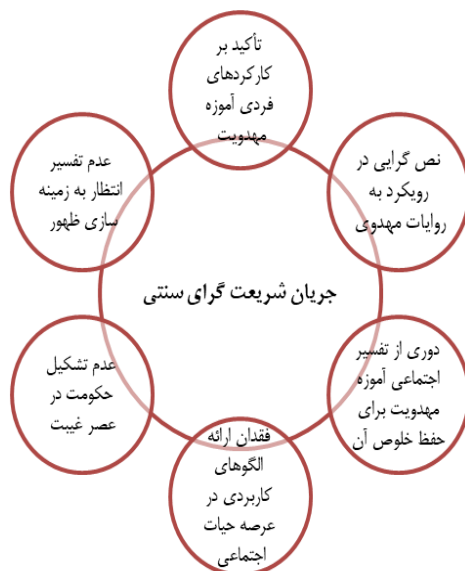 تأکید بر
کارکردهای
فردی آموزه
مهدویت
نص گرایی در
رویکرد به
روایات مهدوی
دوری از تفسیر
اجتماعی آموزه
مهدویت برای
حفظ خلوص آن
فقدان ارائه
الگوهای
کاربردی در
عرصه حیات
اجتماعی
عدم تشکیل
حکومت در
عصر غیبت
عدم تفسیر
انتظار به زمینه
سازی ظهور
جریان شریعت گرای سنتی